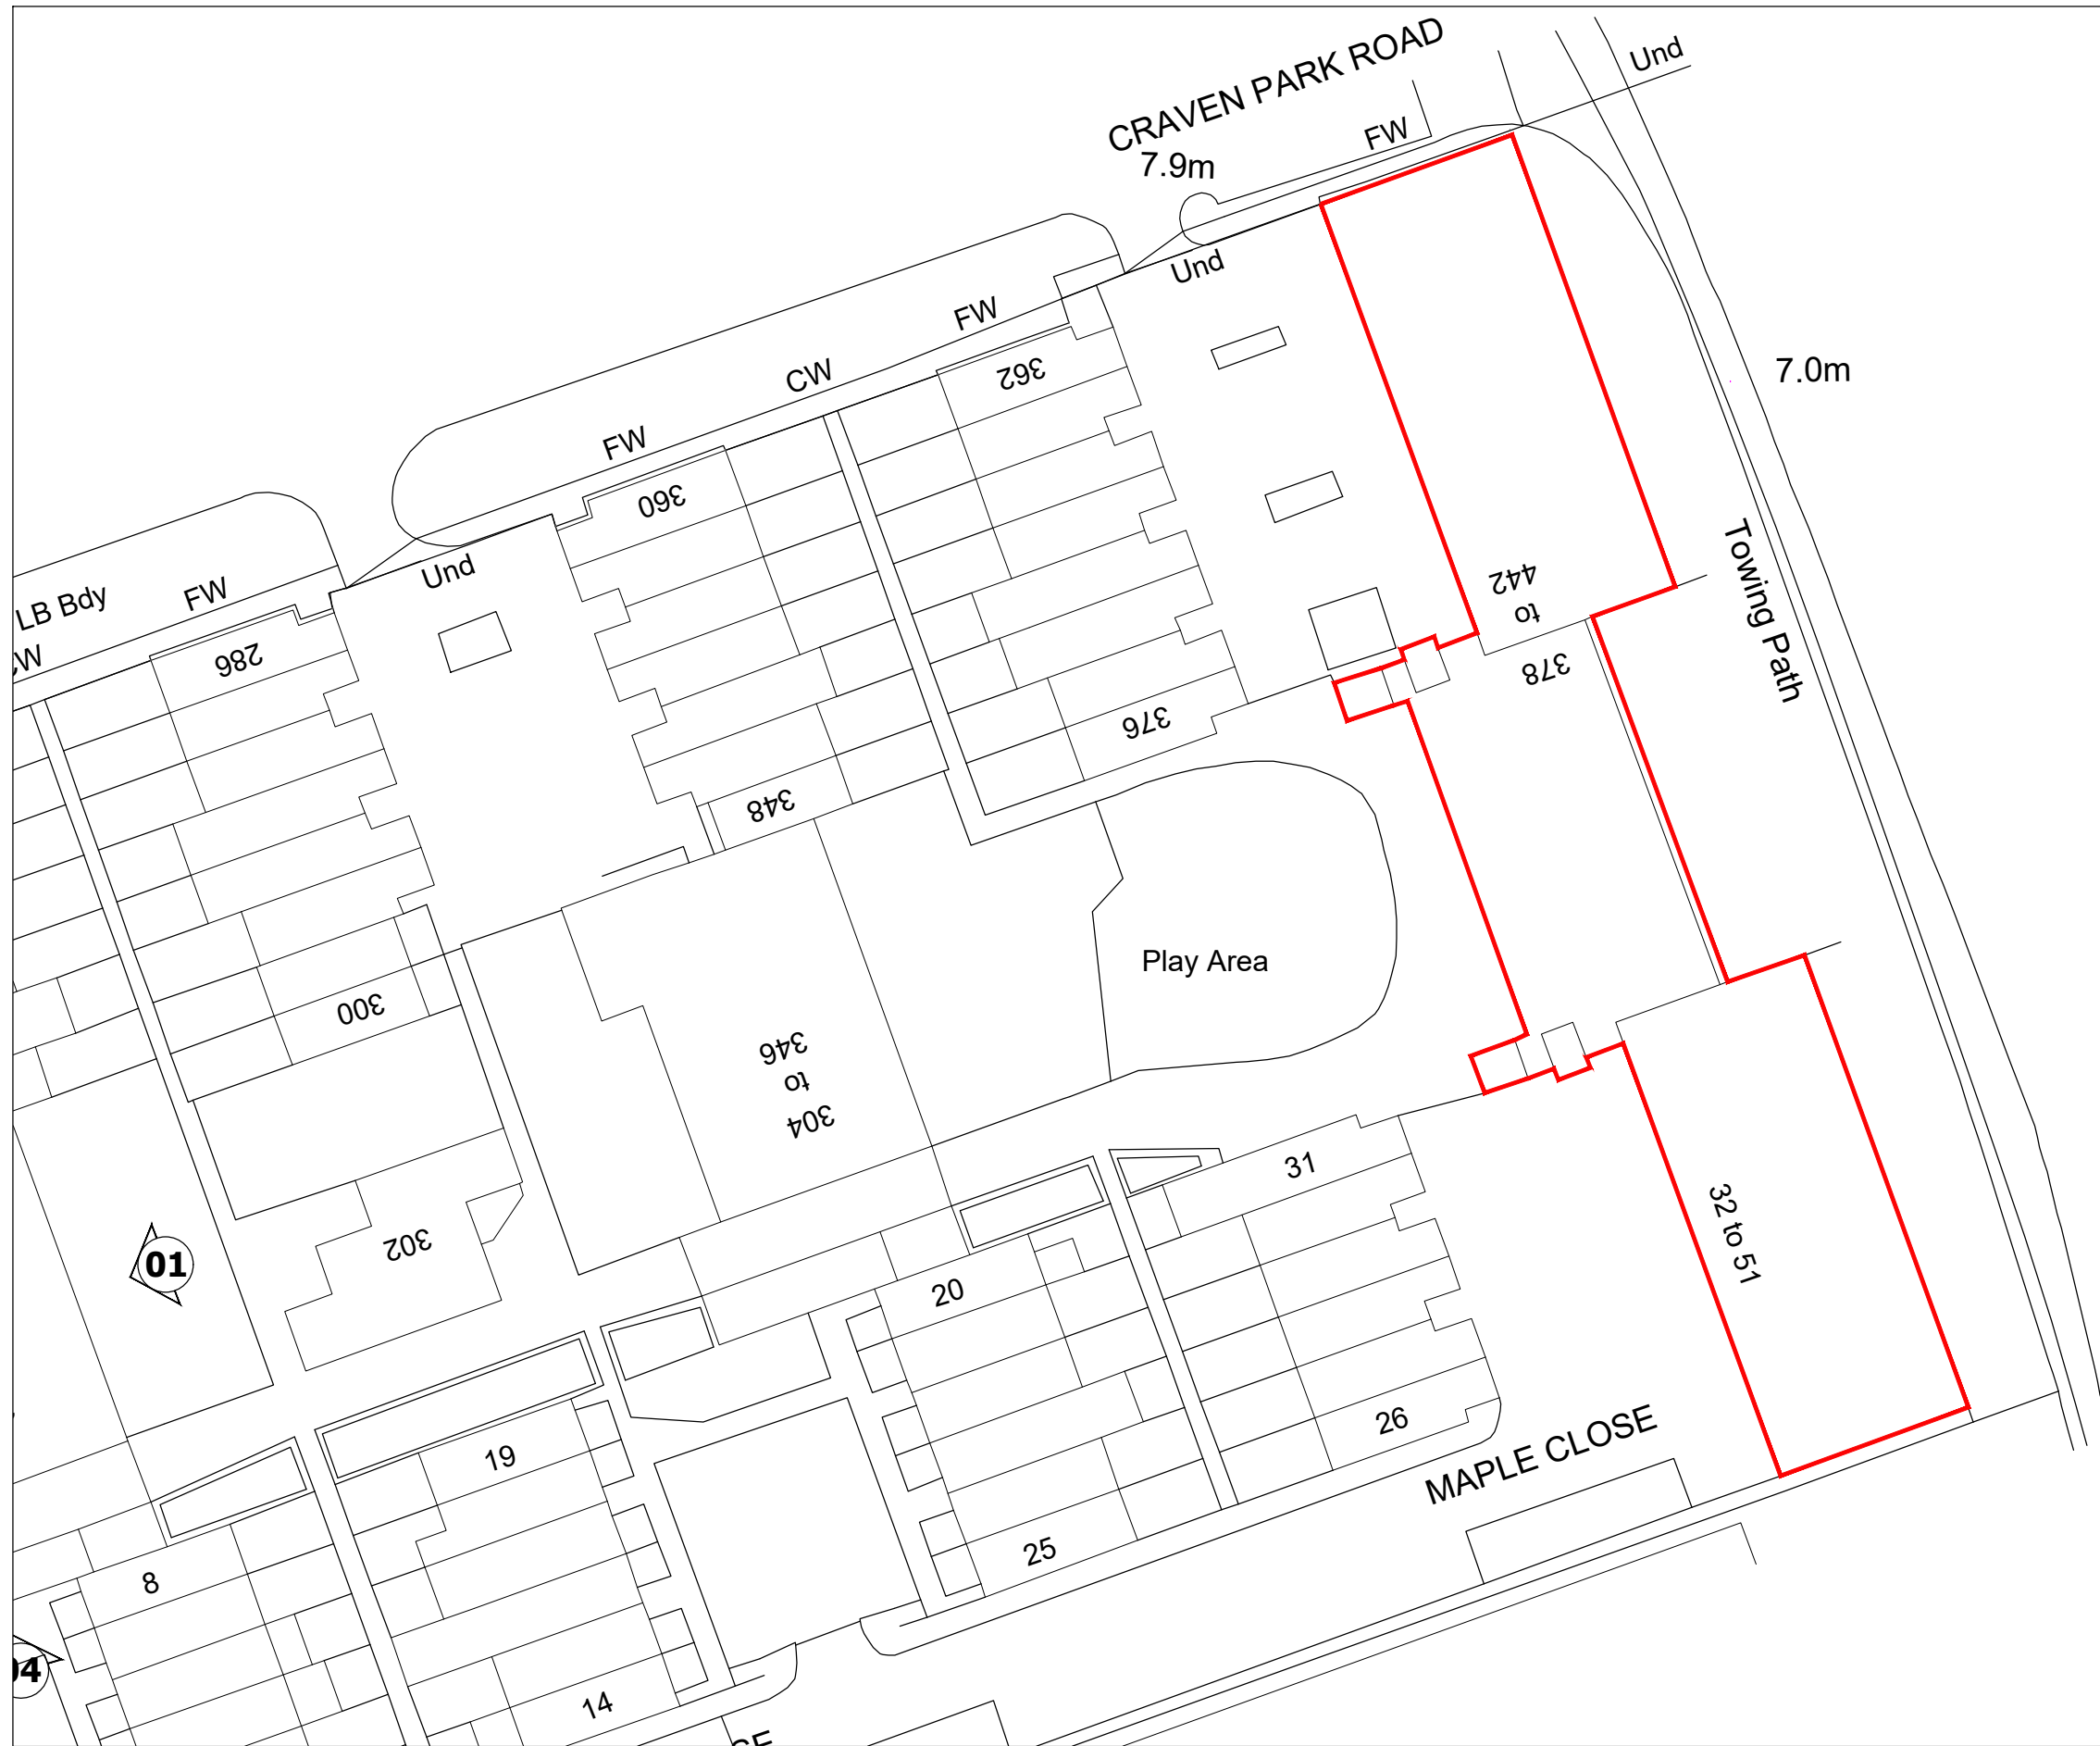 CRAVEN PARK ROAD
Und
FW
7.9m
Und
FW
362
CW
7.0m
FW
360
Und
LB Bdy
FW
286
442
to
378
Towing Path
376
348
Play Area
300
346
to
304
302
01
31
32 to 51
20
26
MAPLE CLOSE
19
25
8
14